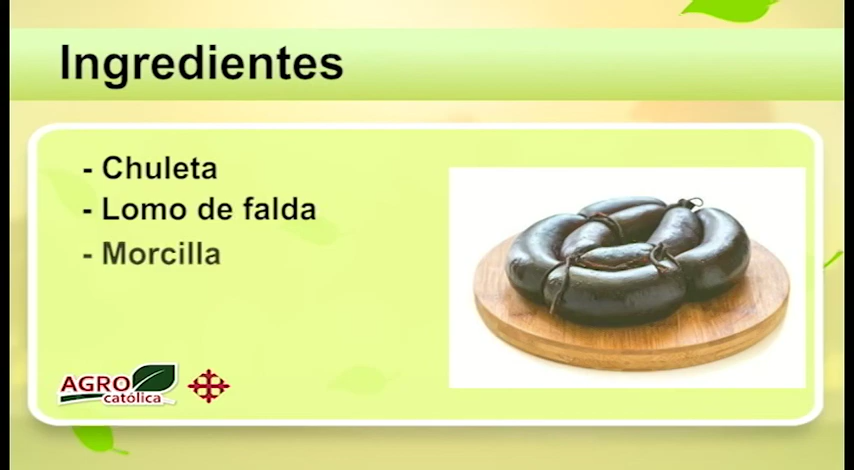 Ingredientes
- Chuleta
- Lomo de falda
- Morcilla
AGRO
católica